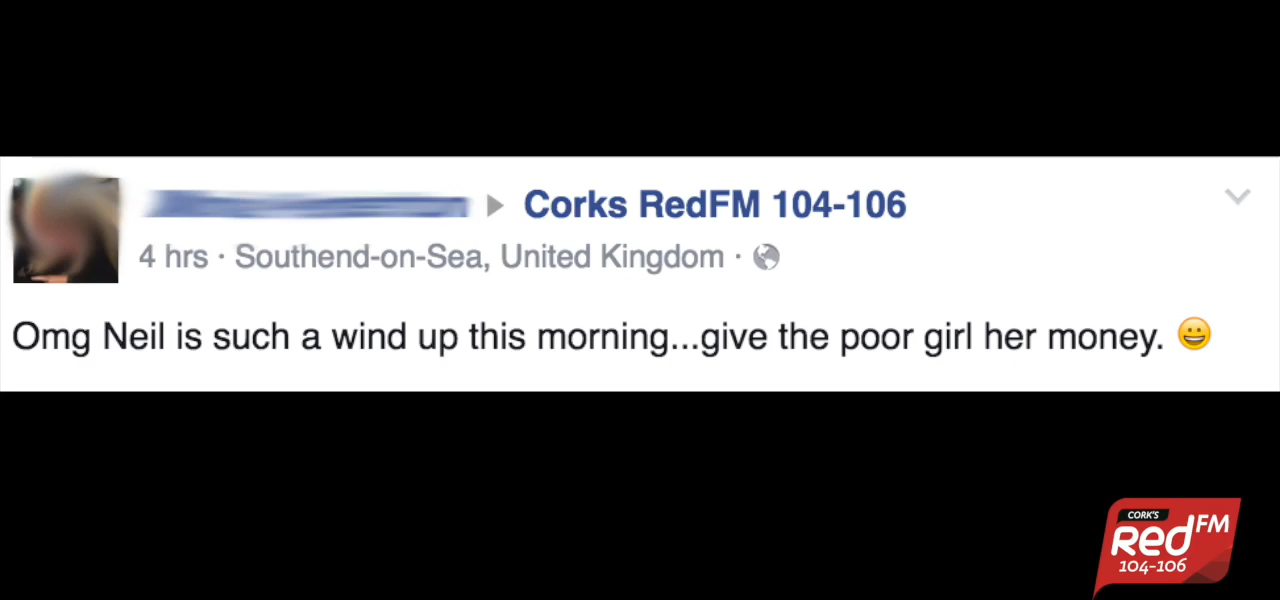 Corks RedFM 104-106
4 hrs · Southend-on-Sea, United Kingdom ·
Omg Neil is such a wind up this morning...give the poor girl her money. 😀
CORK'S
Red FM
104-106